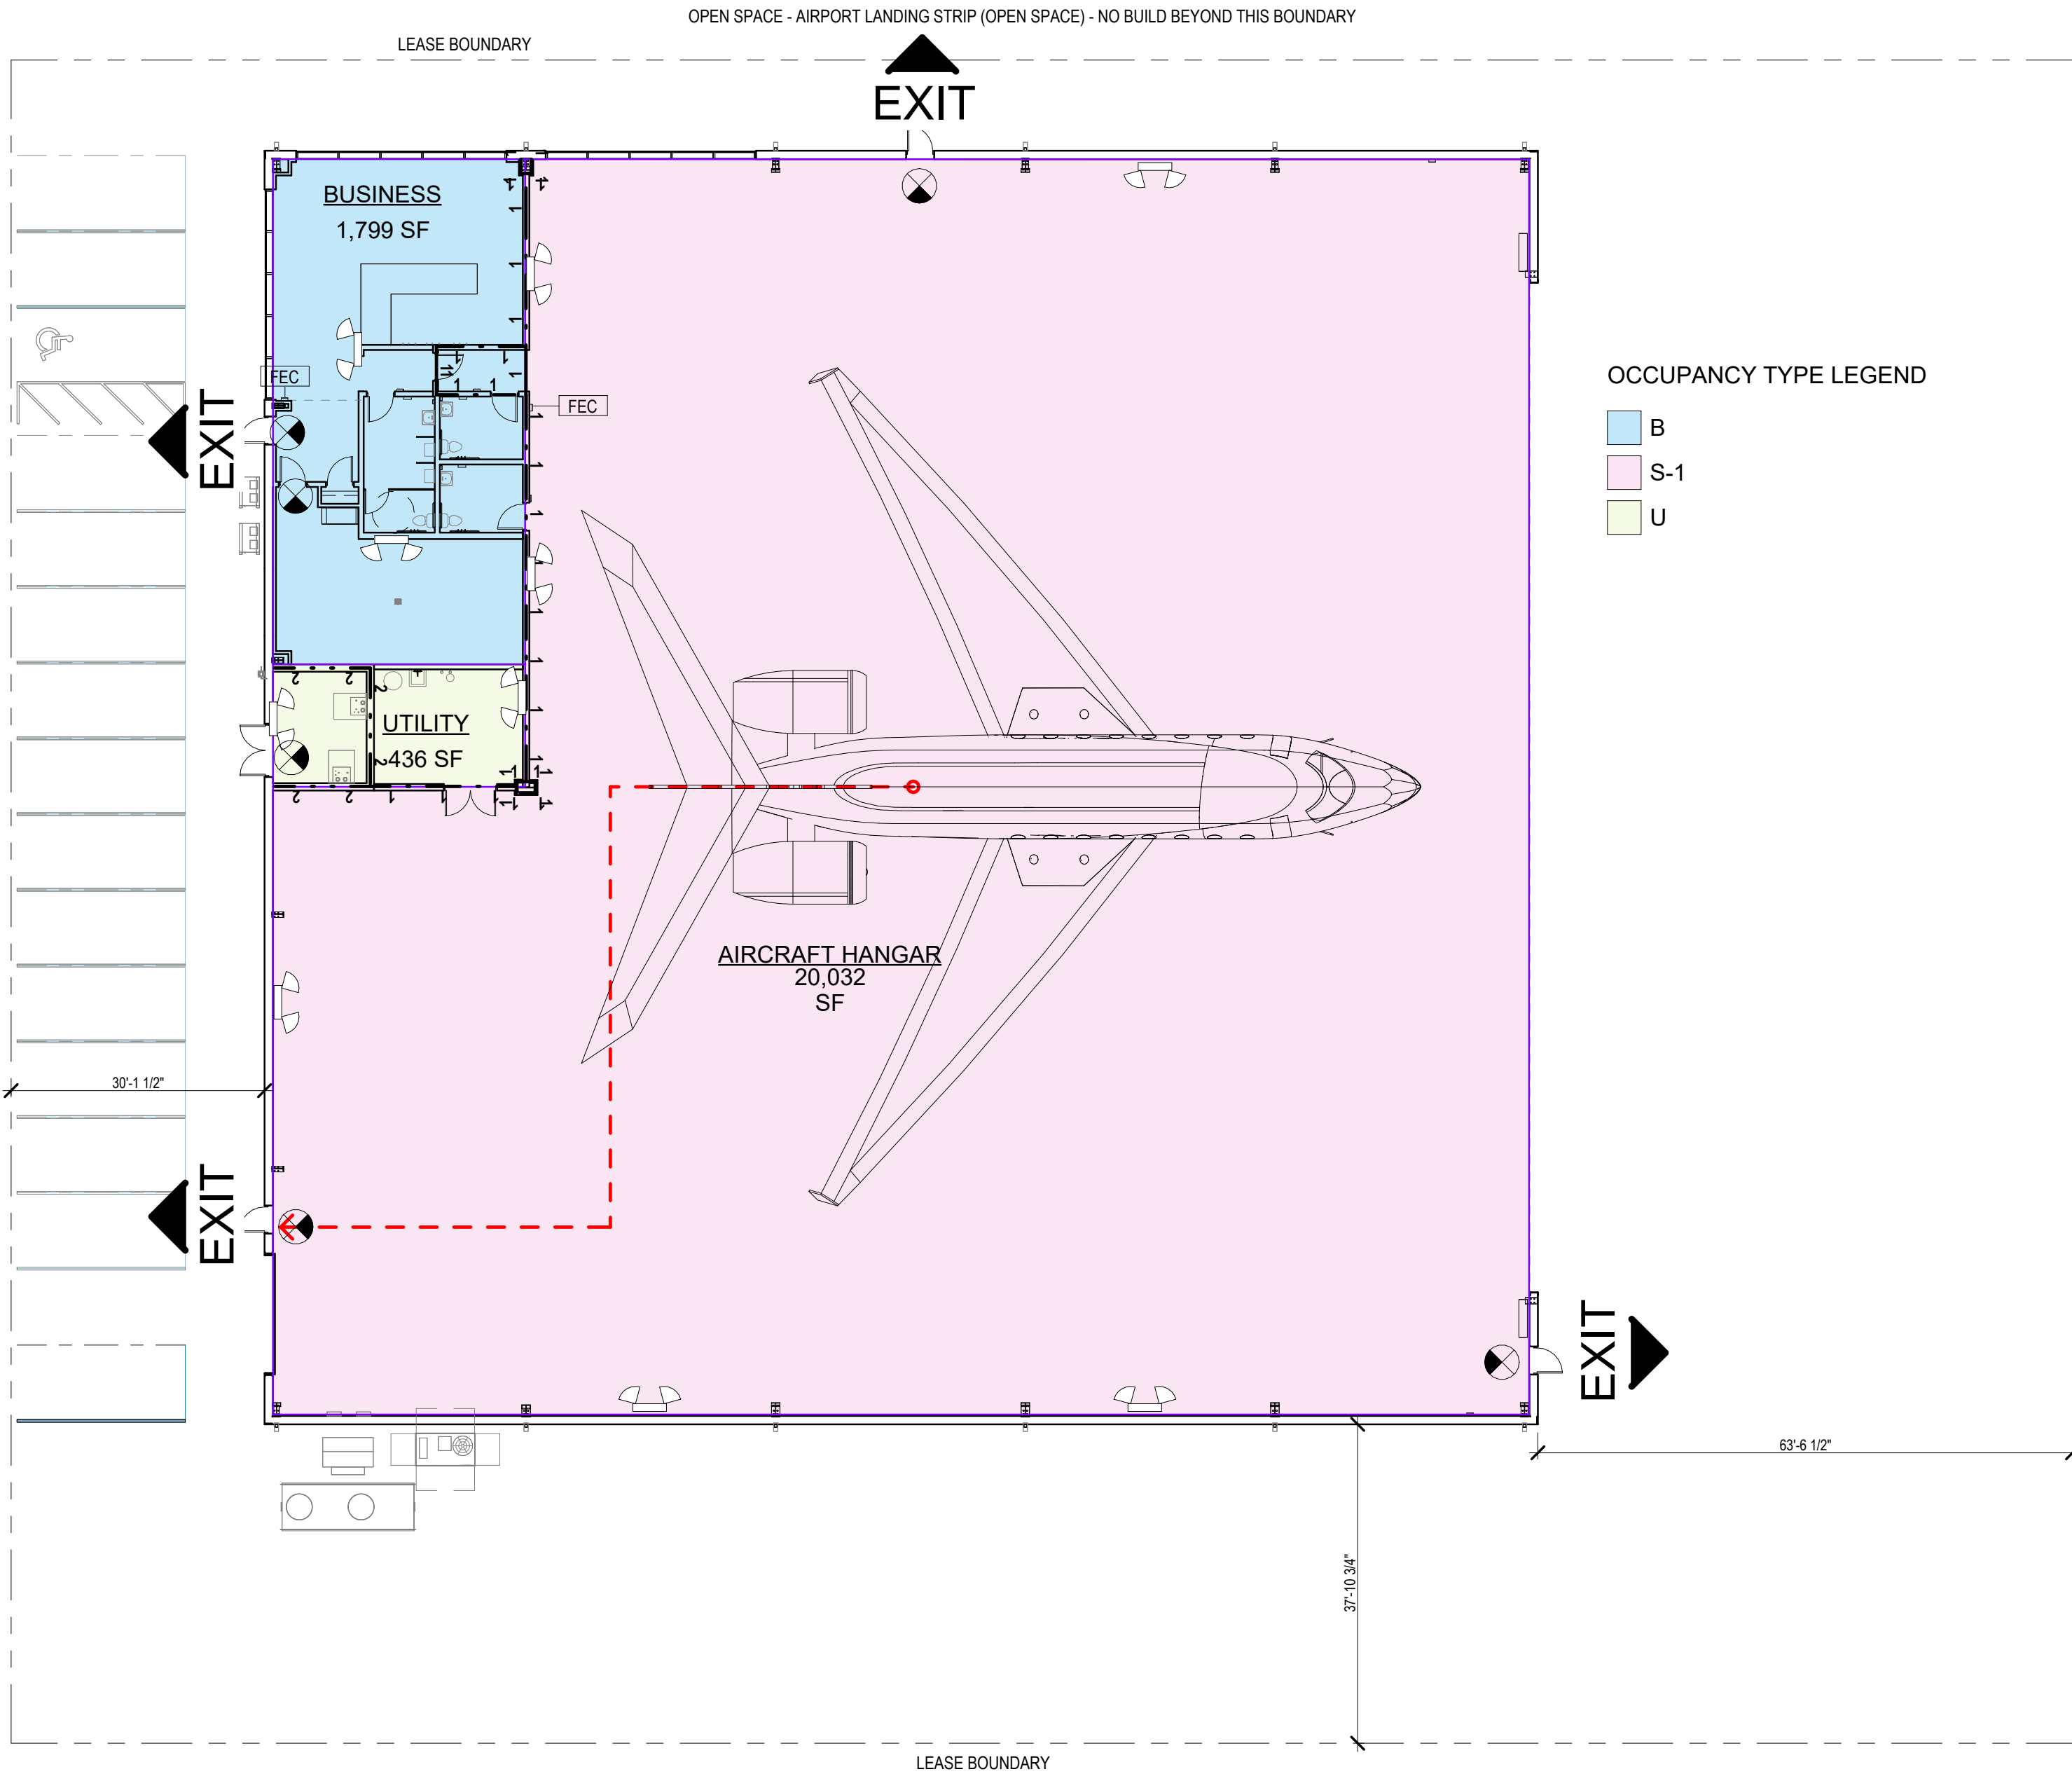 OPEN SPACE - AIRPORT LANDING STRIP (OPEN SPACE) - NO BUILD BEYOND THIS BOUNDARY
LEASE BOUNDARY
EXIT
BUSINESS
1,799 SF
OCCUPANCY TYPE LEGEND
B
S-1
U
FEC
FEC
EXIT
UTILITY
436 SF
AIRCRAFT HANGAR
20,032
SF
30'-1 1/2"
EXIT
EXIT
63'-6 1/2"
37'-10 3/4"
LEASE BOUNDARY